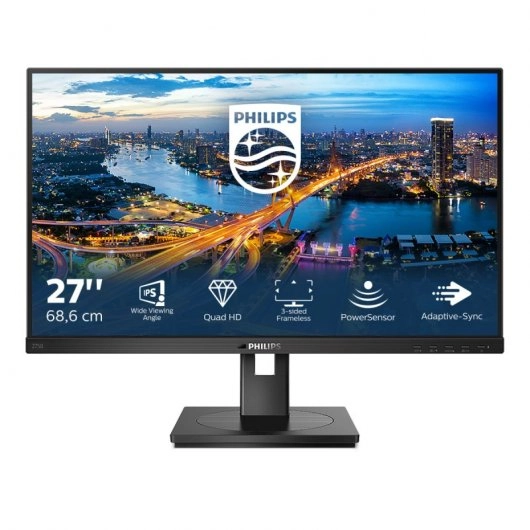 PHILIPS
27''
68,6 cm
IPS
Wide Viewing
Angle
Quad HD
3-sided
Frameless
PowerSensor
Adaptive-Sync
PHILIPS